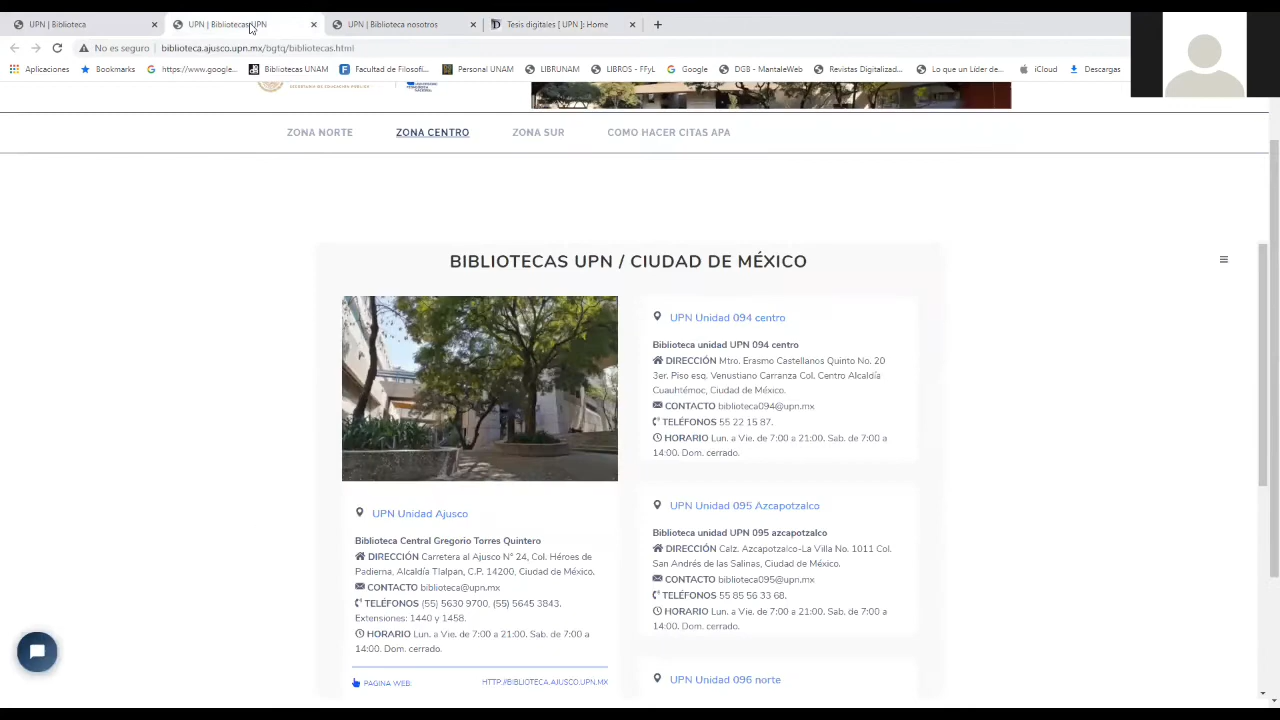 UPN | Biblioteca
UPN | Bibliotecas UPN
UPN | Biblioteca nosotros
Tesis digitales [ UPN ]: Home
No es seguro | biblioteca.ajusco.upn.mx/bgtq/bibliotecas.html
Aplicaciones
Bookmarks
https://www.google...
Bibliotecas UNAM
Facultad de Filosofí...
Personal UNAM
LIBRUNAM
LIBROS - FFyL
Google
DGB - MantaleWeb
Revistas Digitalizad...
Lo que un Líder de...
iCloud
Descargas
SECRETARÍA DE EDUCACIÓN PÚBLICA
ZONA NORTE
ZONA CENTRO
ZONA SUR
COMO HACER CITAS APA
BIBLIOTECAS UPN / CIUDAD DE MÉXICO
UPN Unidad Ajusco
Biblioteca Central Gregorio Torres Quintero
DIRECCIÓN Carretera al Ajusco N° 24, Col. Héroes de
Padierna, Alcaldía Tlalpan, C.P. 14200, Ciudad de México.
CONTACTO biblioteca@upn.mx
TELÉFONOS (55) 5630 9700, (55) 5645 3843.
Extensiones: 1440 y 1458.
HORARIO Lun. a Vie. de 7:00 a 21:00. Sab. de 7:00 a
14:00. Dom. cerrado.
PAGINA WEB:
HTTP://BIBLIOTECA.AJUSCO.UPN.MX
UPN Unidad 094 centro
Biblioteca unidad UPN 094 centro
DIRECCIÓN Mtro. Erasmo Castellanos Quinto No. 20
3er. Piso esq. Venustiano Carranza Col. Centro Alcaldía
Cuauhtémoc, Ciudad de México.
CONTACTO biblioteca094@upn.mx
TELÉFONOS 55 22 15 87.
HORARIO Lun. a Vie. de 7:00 a 21:00. Sab. de 7:00 a
14:00. Dom. cerrado.
UPN Unidad 095 Azcapotzalco
Biblioteca unidad UPN 095 azcapotzalco
DIRECCIÓN Calz. Azcapotzalco-La Villa No. 1011 Col.
San Andrés de las Salinas, Ciudad de México.
CONTACTO biblioteca095@upn.mx
TELÉFONOS 55 85 56 33 68.
HORARIO Lun. a Vie. de 7:00 a 21:00. Sab. de 7:00 a
14:00. Dom. cerrado.
UPN Unidad 096 norte